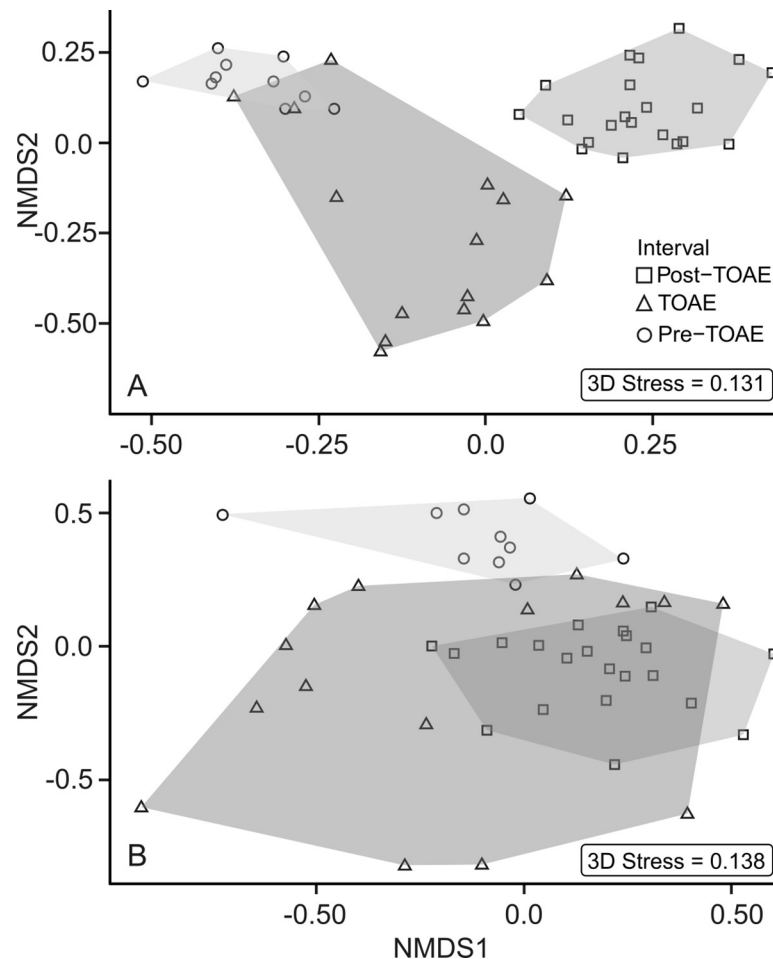 0.25
0.0
-0.25
-0.50
NMDS2
Interval
Post-TOAE
TOAE
Pre-TOAE
A
3D Stress = 0.131
-0.50
-0.25
0.0
0.25
0.5
0.0
-0.5
NMDS2
B
3D Stress = 0.138
-0.50
0.0
0.50
NMDS1